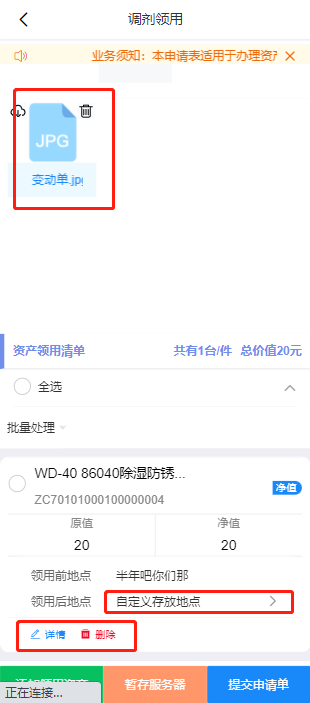 调剂领用
业务须知：本申请表适用于办理资产
JPG
变动单.jpg
资产领用清单 共有1台/件 总价值20元
全选
批量处理
WD-40 86040除湿防锈...
净值
ZC70101000100000004
原值 净值
20 20
领用前地点 半年吧你们那
领用后地点 自定义存放地点
详情 删除
暂存服务器 提交申请单
正在连接...